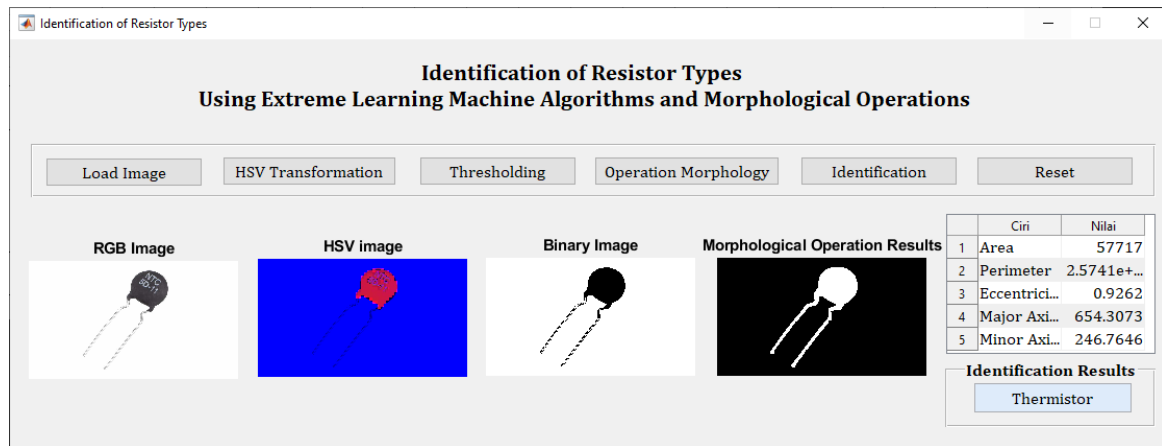 Identification of Resistor Types
Identification of Resistor Types
Using Extreme Learning Machine Algorithms and Morphological Operations
Load Image
HSV Transformation
Thresholding
Operation Morphology
Identification
Reset
RGB Image
HSV image
Binary Image
Morphological Operation Results
NTC
SD-11
Ciri Nilai
1 Area 57717
2 Perimeter 2.5741e+...
3 Eccentrici... 0.9262
4 Major Axi... 654.3073
5 Minor Axi... 246.7646
Identification Results
Thermistor